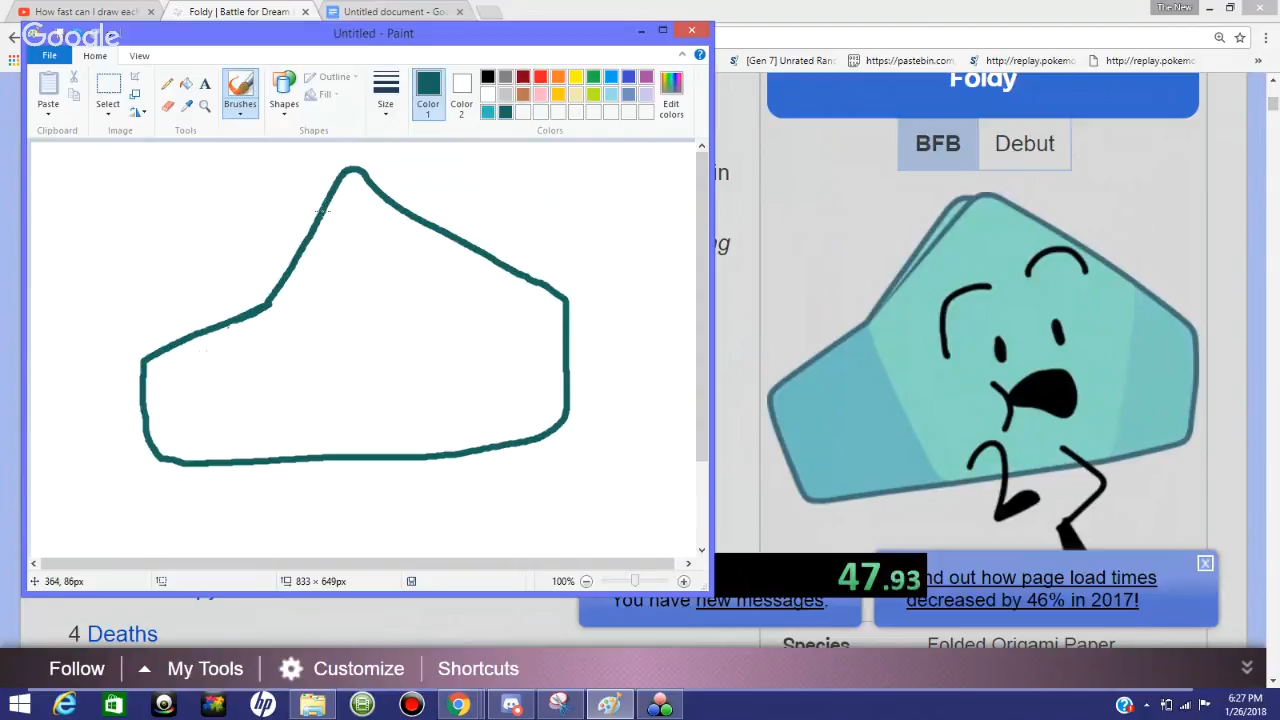 How fast can I draw each
Foldy | Battle for Dream
Untitled document - Goo
The New
Google
Untitled - Paint
File
Home
View
[Gen 7] Unrated Rank
https://pastebin.com
http://replay.pokemo
http://replay.pokemo
Paste
Select
Brushes
Shapes
Outline
Fill
Size
Color
1
Color
2
Edit
colors
Clipboard
Image
Tools
Shapes
Colors
Foldy
BFB
Debut
in
364, 86px
833 × 649px
100%
47.93
You have new messages.
nd out how page load times
decreased by 46% in 2017!
X
4 Deaths
Species
Folded Origami Paper
Follow
My Tools
Customize
Shortcuts
6:27 PM
1/26/2018